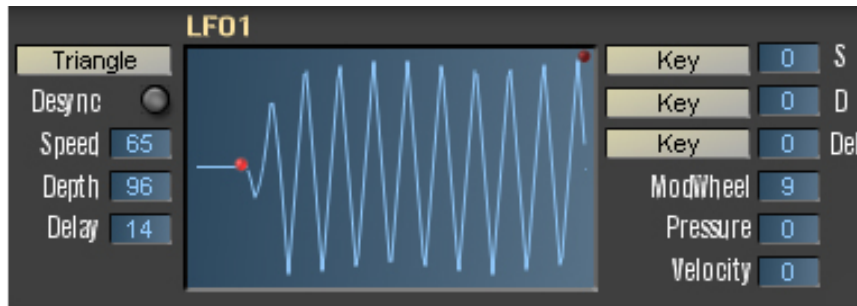 LFO1
Triangle Key 0 S
Desync Key 0 D
Speed 65 Key 0 Del
Depth 96 ModWheel 9
Delay 14 Pressure 0
Velocity 0